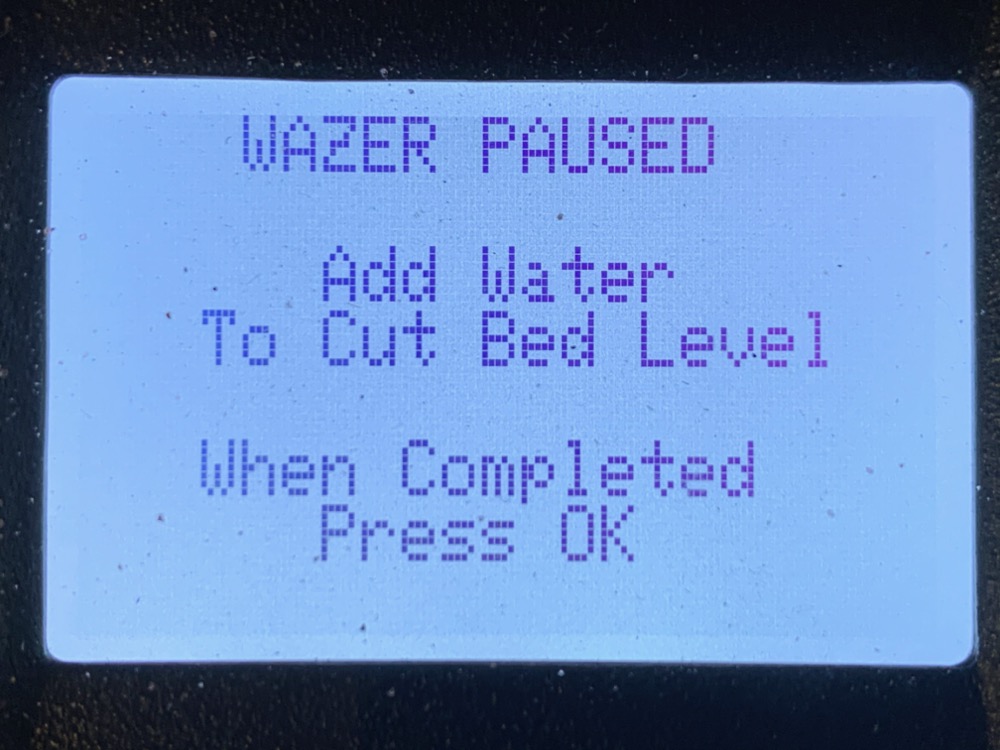 WAZER PAUSED
Add Water
To Cut Bed Level
When Completed
Press OK